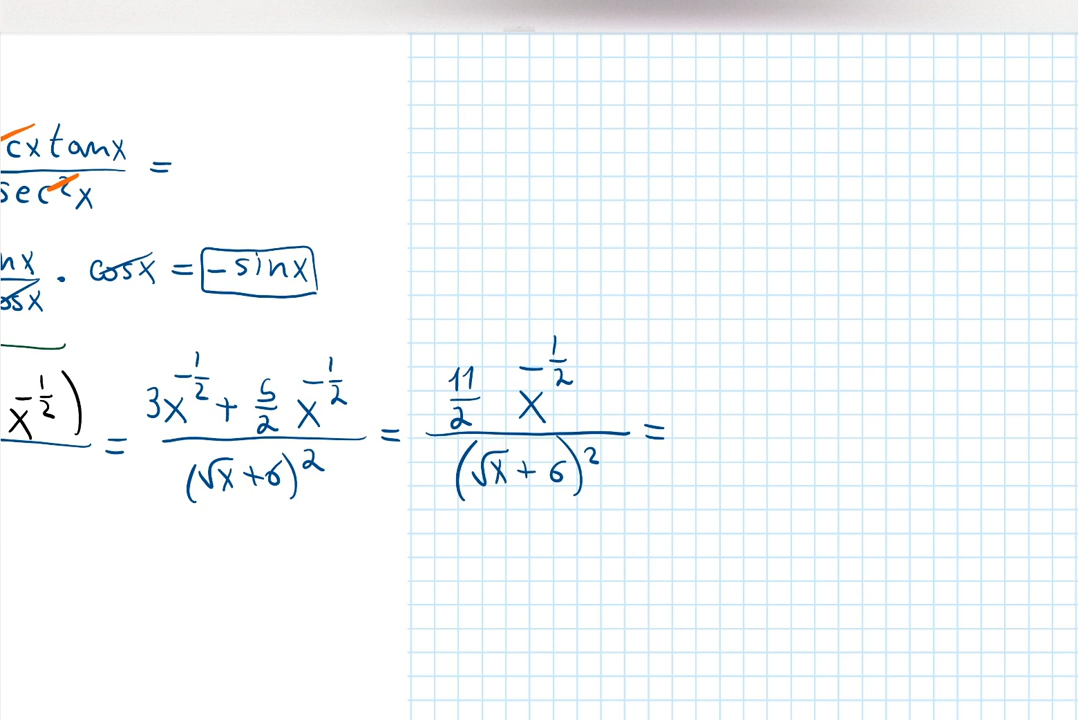 cx tanx / sec²x =
nx / osx · cosx = -sinx
x^(-1/2)) = (3x^(-1/2) + 5/2 x^(-1/2)) / (√x + 6)² = (11/2 x^(-1/2)) / (√x + 6)² =